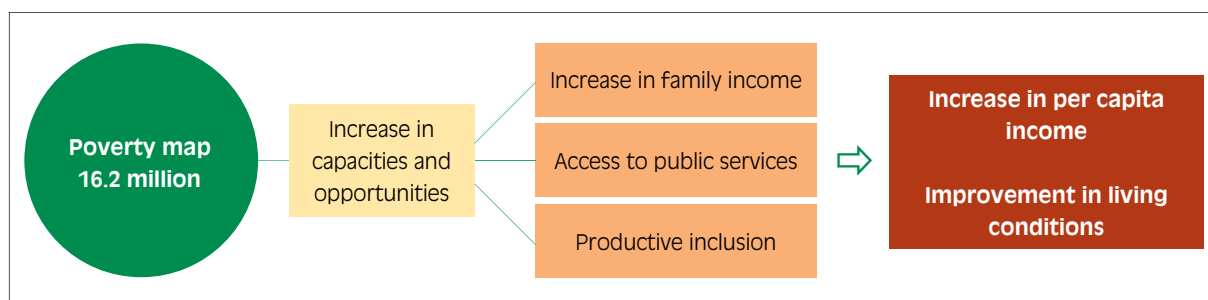 Poverty map
16.2 million
Increase in
capacities and
opportunities
Increase in family income
Access to public services
Productive inclusion
Increase in per capita
income
Improvement in living
conditions